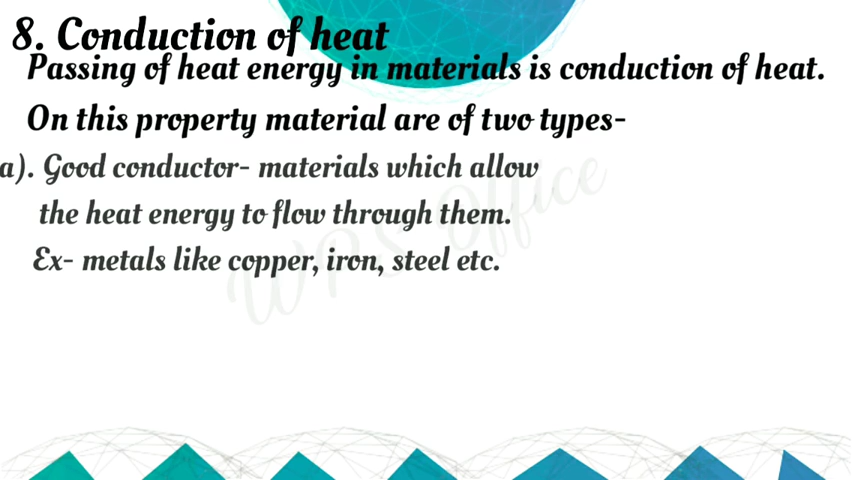 8. Conduction of heat
Passing of heat energy in materials is conduction of heat.
On this property material are of two types-
a). Good conductor- materials which allow
the heat energy to flow through them.
Ex- metals like copper, iron, steel etc.
WPS Office